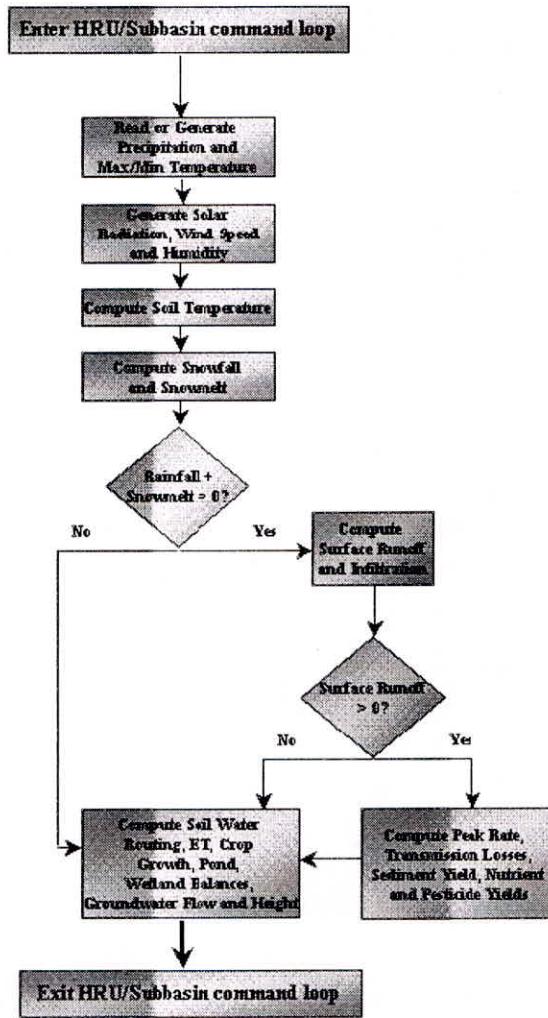 Enter HRU/Subbasin command loop
Read or Generate
Precipitation and
Max/Min Temperature
Generate Solar
Radiation, Wind Speed
and Humidity
Compute Soil Temperature
Compute Snowfall
and Snowmelt
Rainfall +
Snowmelt > 0?
No
Yes
Compute
Surface Runoff
and Infiltration
Surface Runoff
> 0?
No
Yes
Compute Soil Water
Routing, ET, Crop
Growth, Pond,
Wetland Balances,
Groundwater Flow and Height
Compute Peak Rate,
Transmission Losses,
Sediment Yield, Nutrient
and Pesticide Yields
Exit HRU/Subbasin command loop